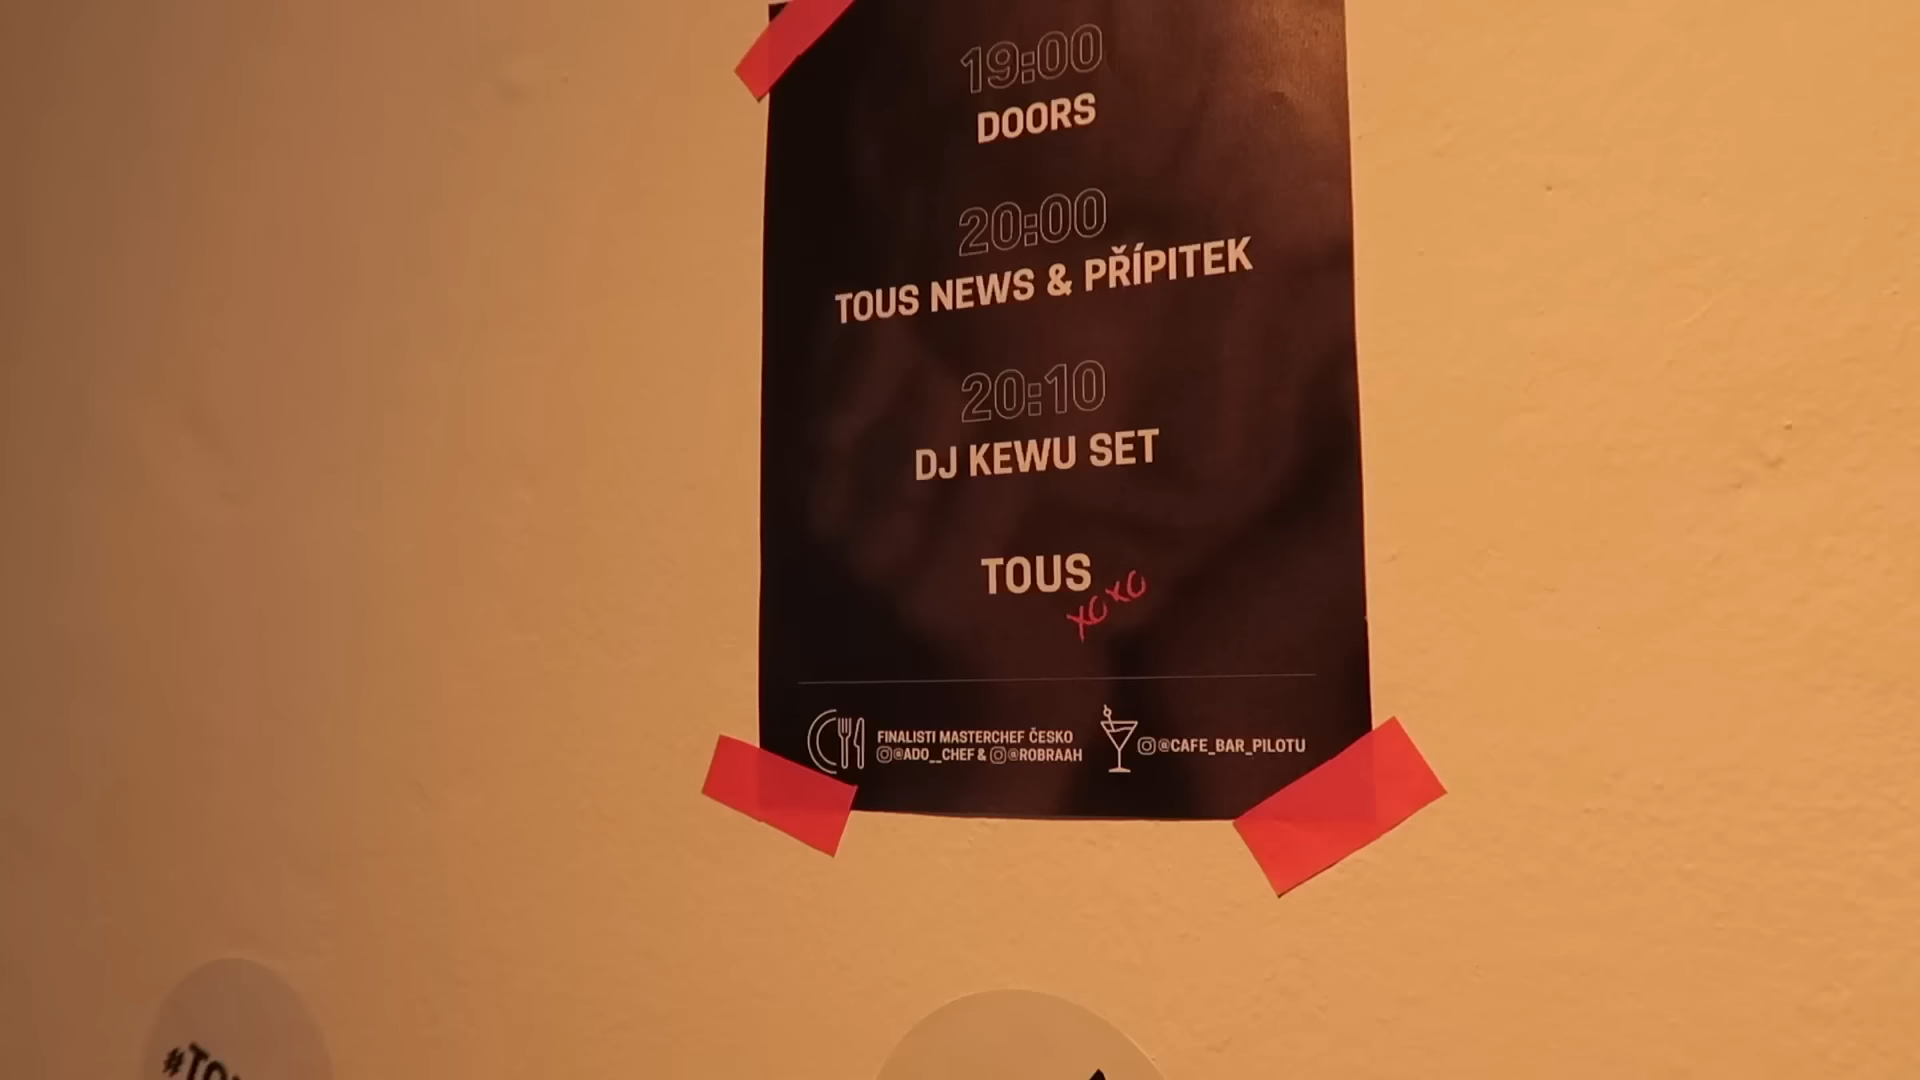 19:00
DOORS
20:00
TOUS NEWS & PŘÍPITEK
20:10
DJ KEWU SET
TOUS
xoxo
FINALISTI MASTERCHEF ČESKO
@ADO__CHEF & @ROBRAAH
@CAFE_BAR_PILOTU